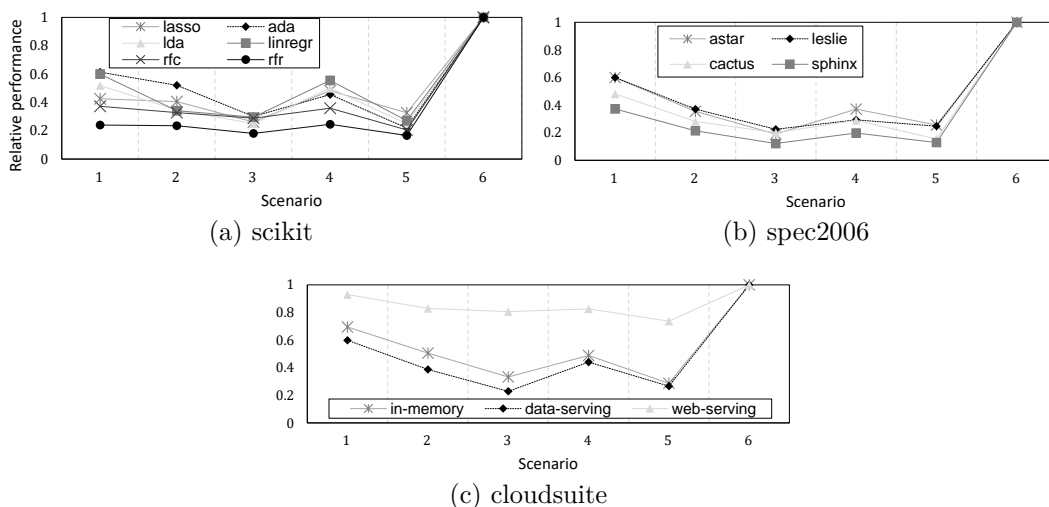 Relative performance
1
0.8
0.6
0.4
0.2
0
lasso ada
lda linregr
rfc rfr
1 2 3 4 5 6
Scenario
(a) scikit
1
0.8
0.6
0.4
0.2
0
astar leslie
cactus sphinx
1 2 3 4 5 6
Scenario
(b) spec2006
1
0.8
0.6
0.4
0.2
0
in-memory data-serving web-serving
1 2 3 4 5 6
Scenario
(c) cloudsuite